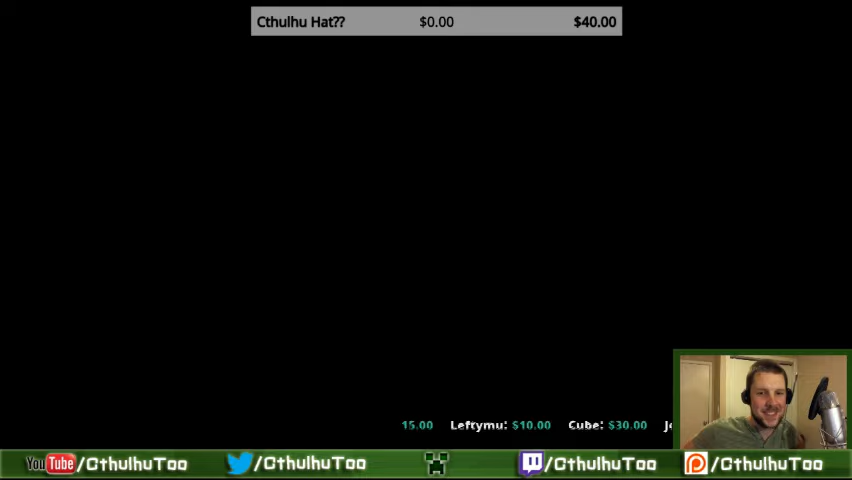 Cthulhu Hat?? $0.00 $40.00
15.00 Leftymu: $10.00 Cube: $30.00
YouTube/CthulhuToo /CthulhuToo /CthulhuToo /CthulhuToo